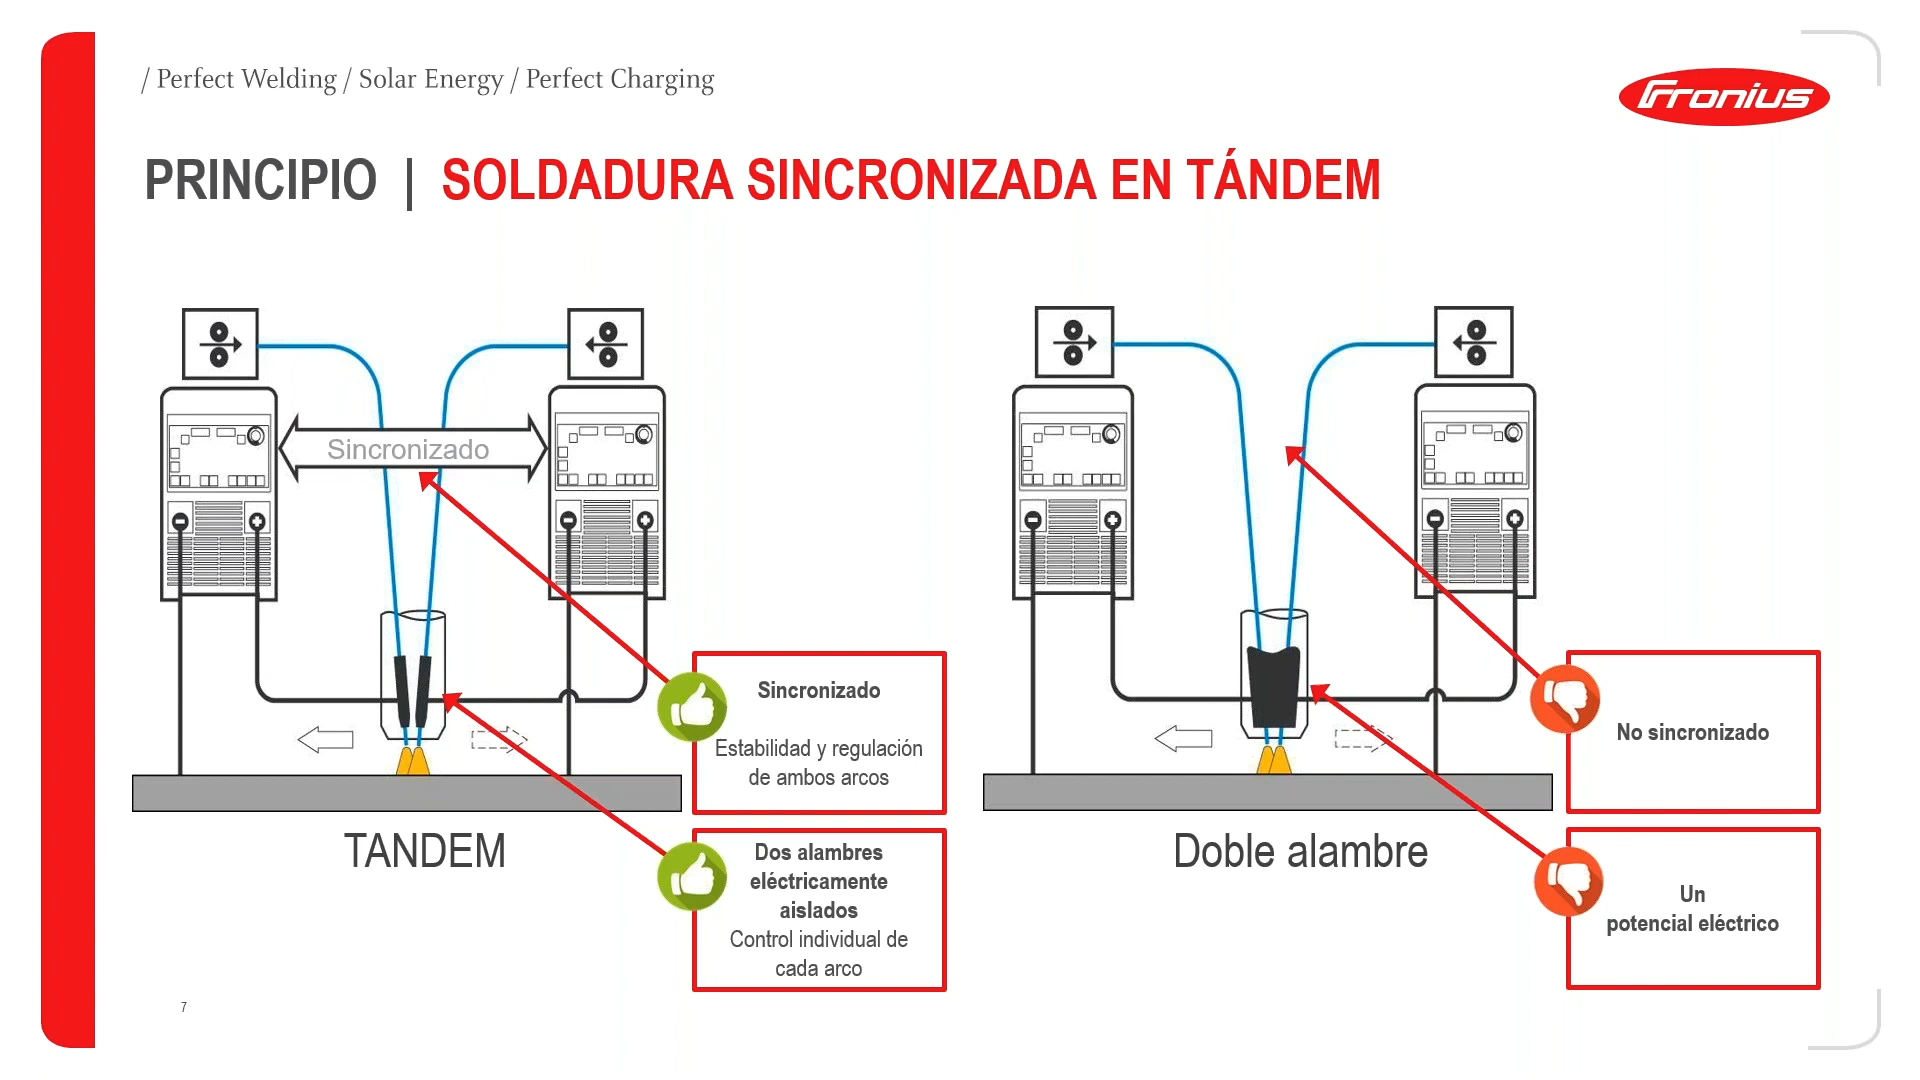 / Perfect Welding / Solar Energy / Perfect Charging
Fronius
PRINCIPIO | SOLDADURA SINCRONIZADA EN TÁNDEM
Sincronizado
Sincronizado
Estabilidad y regulación
de ambos arcos
TANDEM
Dos alambres
eléctricamente
aislados
Control individual de
cada arco
No sincronizado
Doble alambre
Un
potencial eléctrico
7